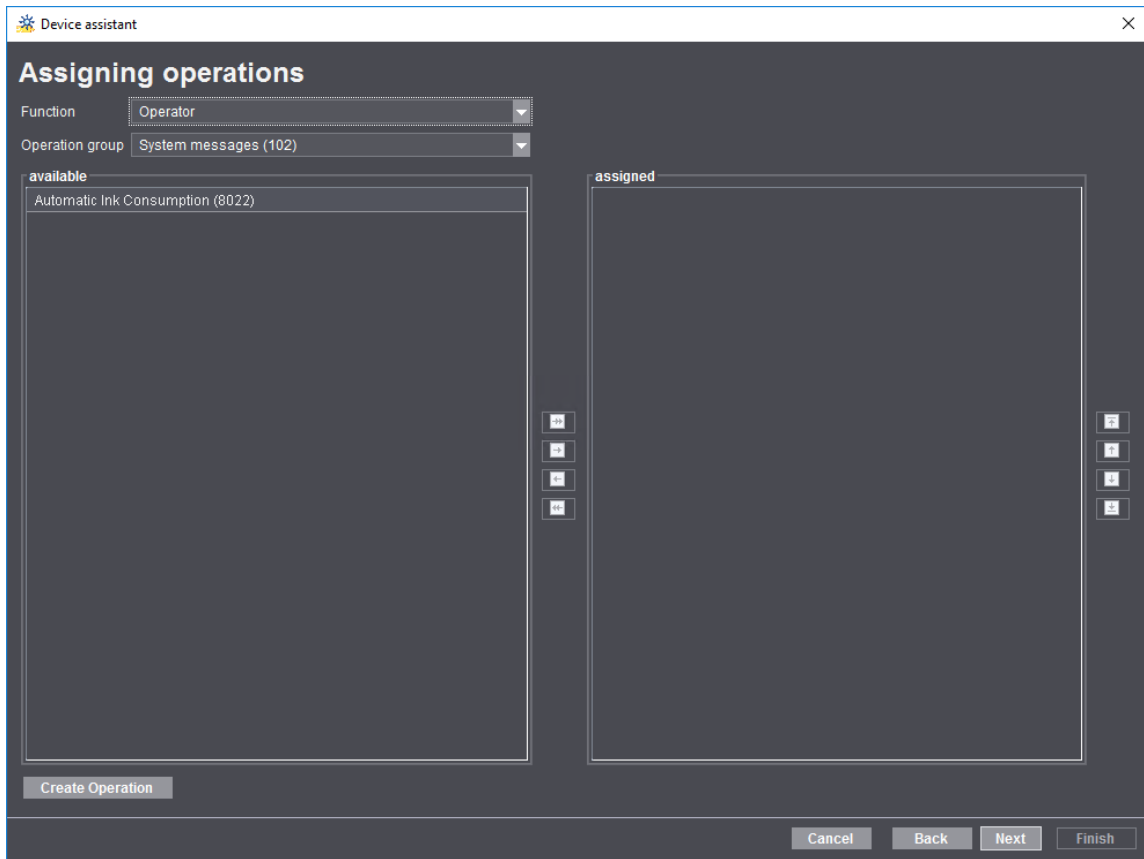 Device assistant
Assigning operations
Function Operator
Operation group System messages (102)
available assigned
Automatic Ink Consumption (8022)
Create Operation
Cancel Back Next Finish